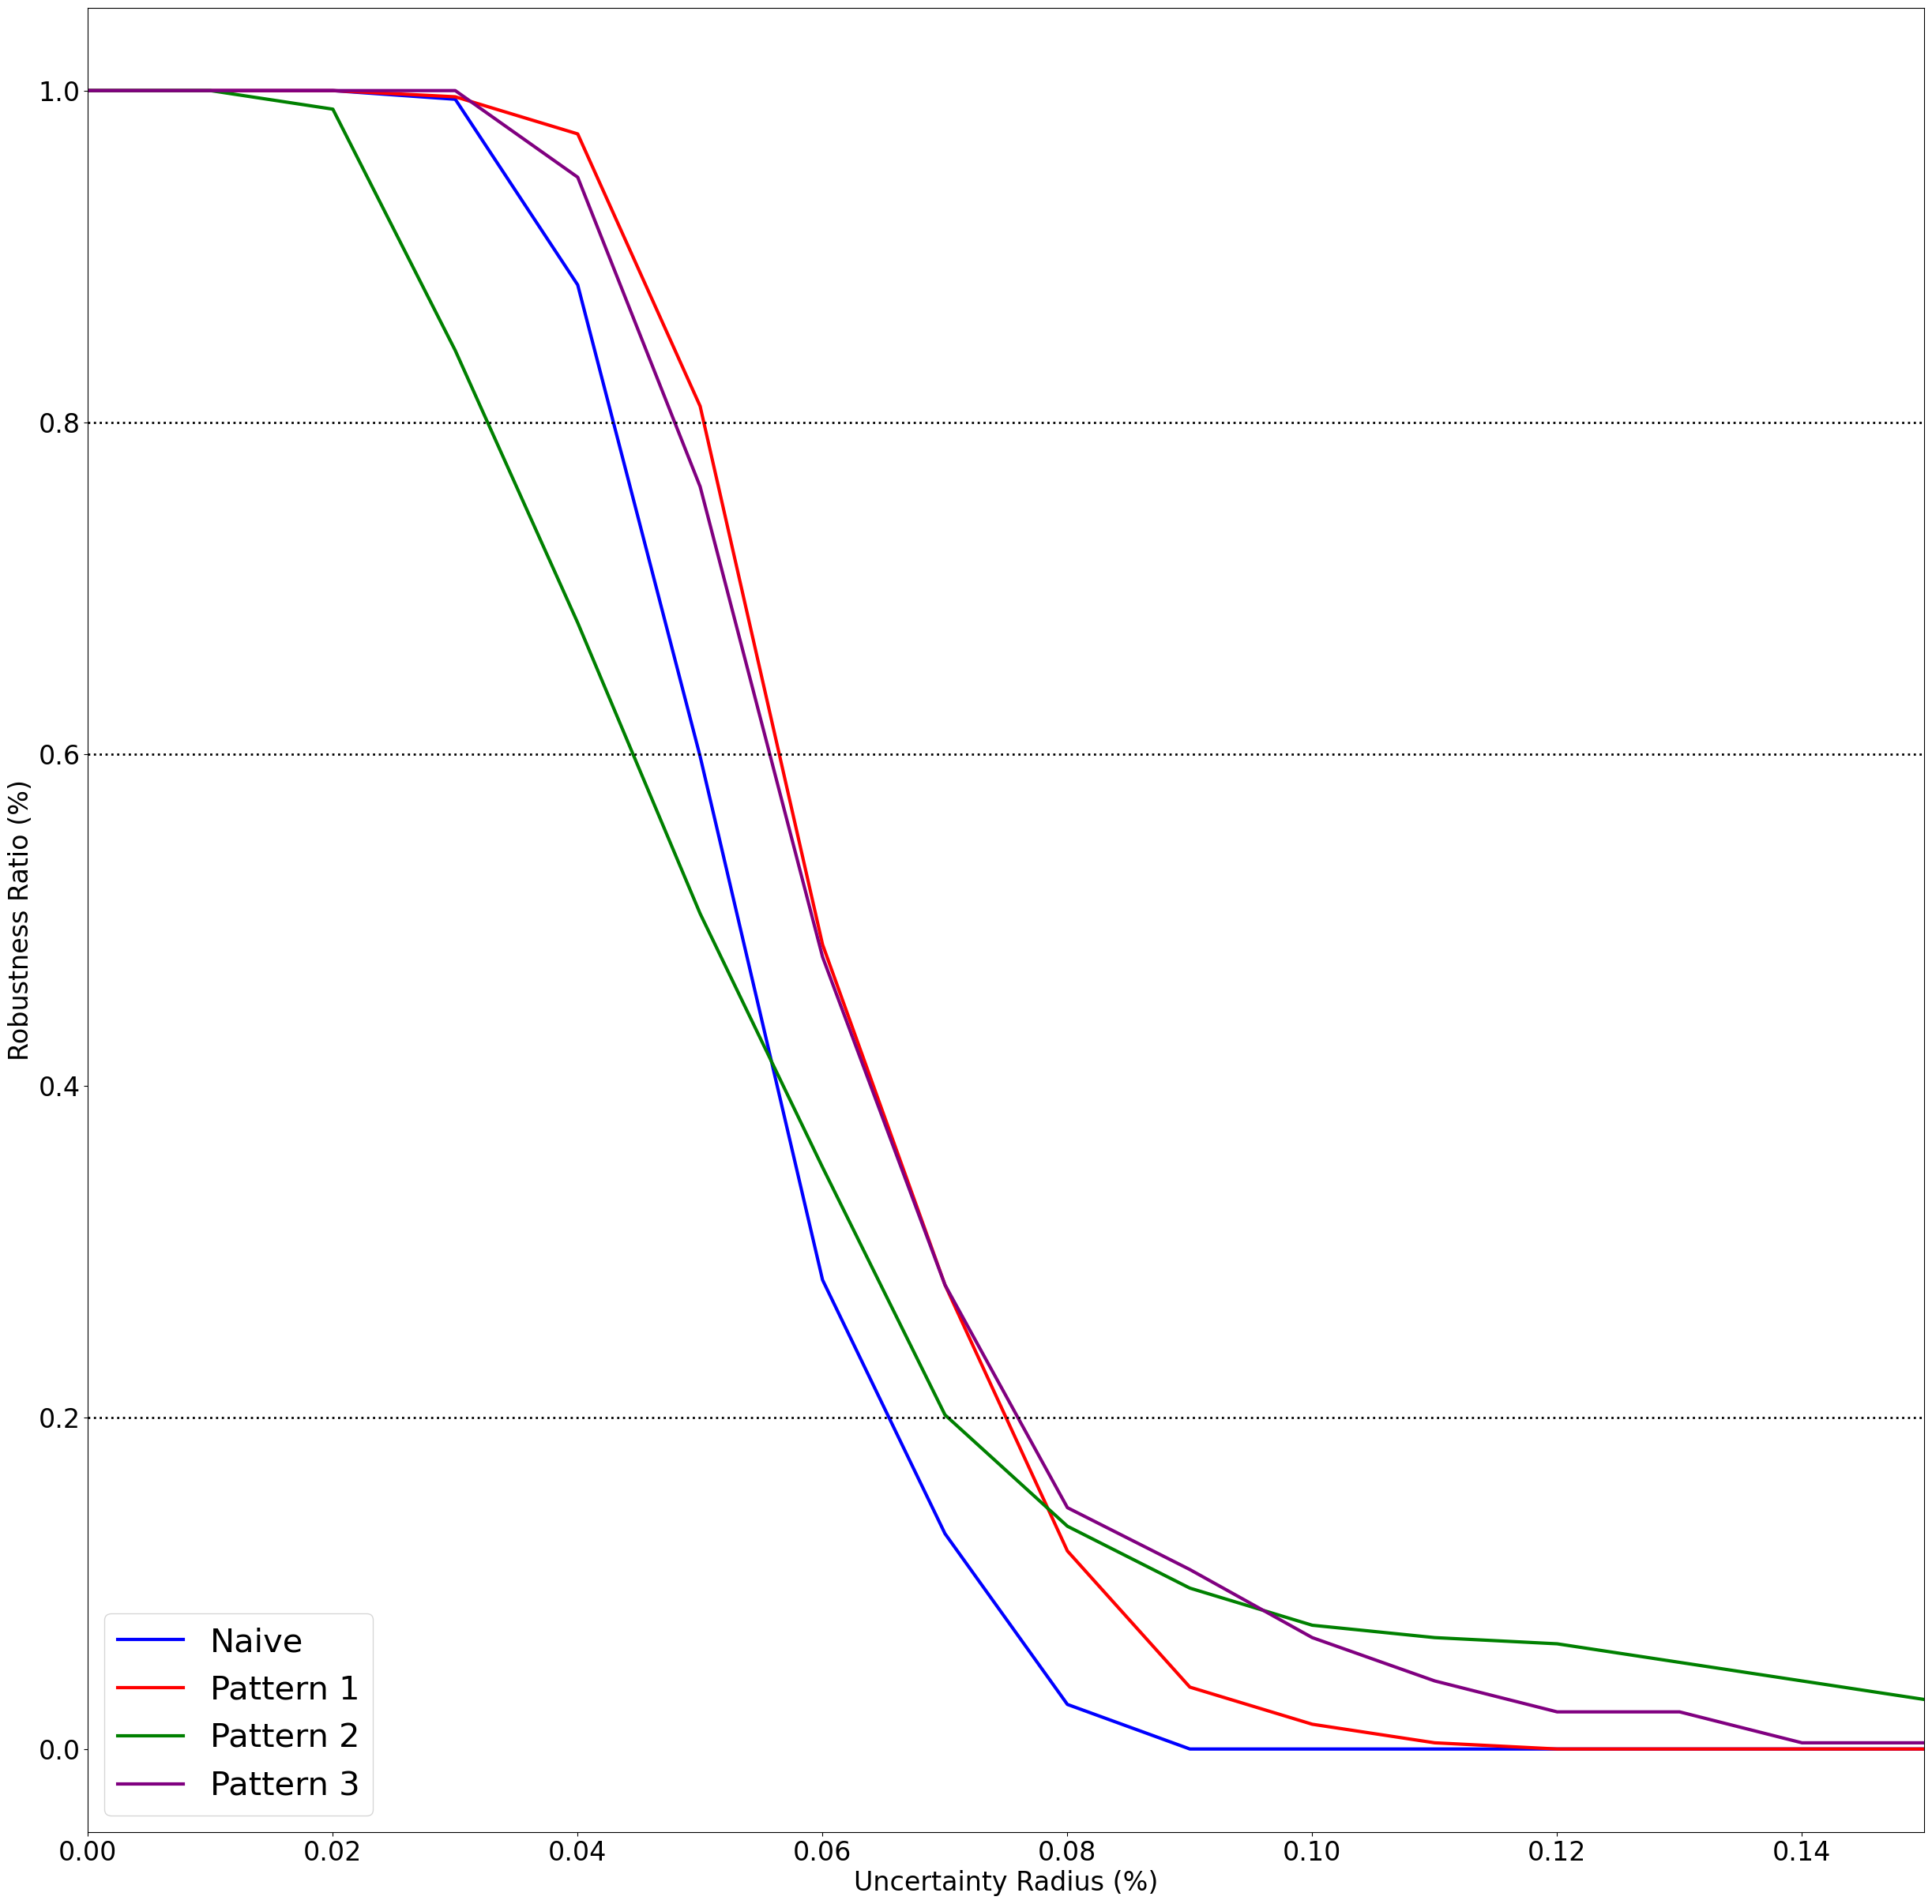 Robustness Ratio (%)
1.0
0.8
0.6
0.4
0.2
0.0
Naive
Pattern 1
Pattern 2
Pattern 3
0.00 0.02 0.04 0.06 0.08 0.10 0.12 0.14
Uncertainty Radius (%)